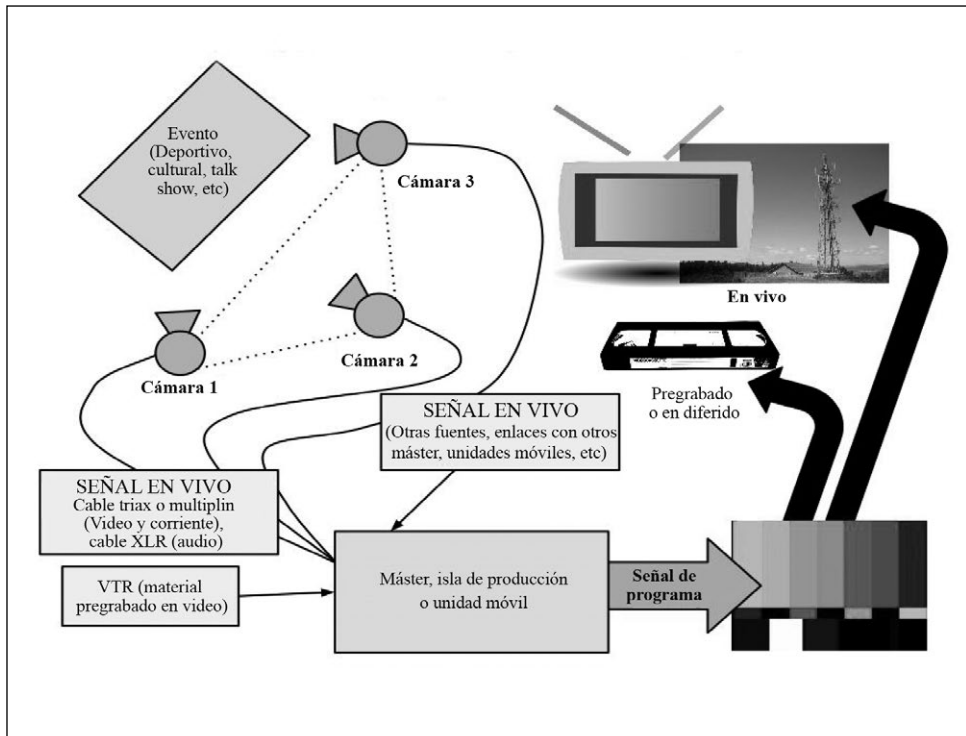 Evento
(Deportivo,
cultural, talk
show, etc)
Cámara 3
Cámara 1
Cámara 2
En vivo
Pregrabado
o en diferido
SEÑAL EN VIVO
(Otras fuentes, enlaces con otros
máster, unidades móviles, etc)
SEÑAL EN VIVO
Cable triax o multiplin
(Video y corriente),
cable XLR (audio)
VTR (material
pregrabado en video)
Máster, isla de producción
o unidad móvil
Señal de
programa